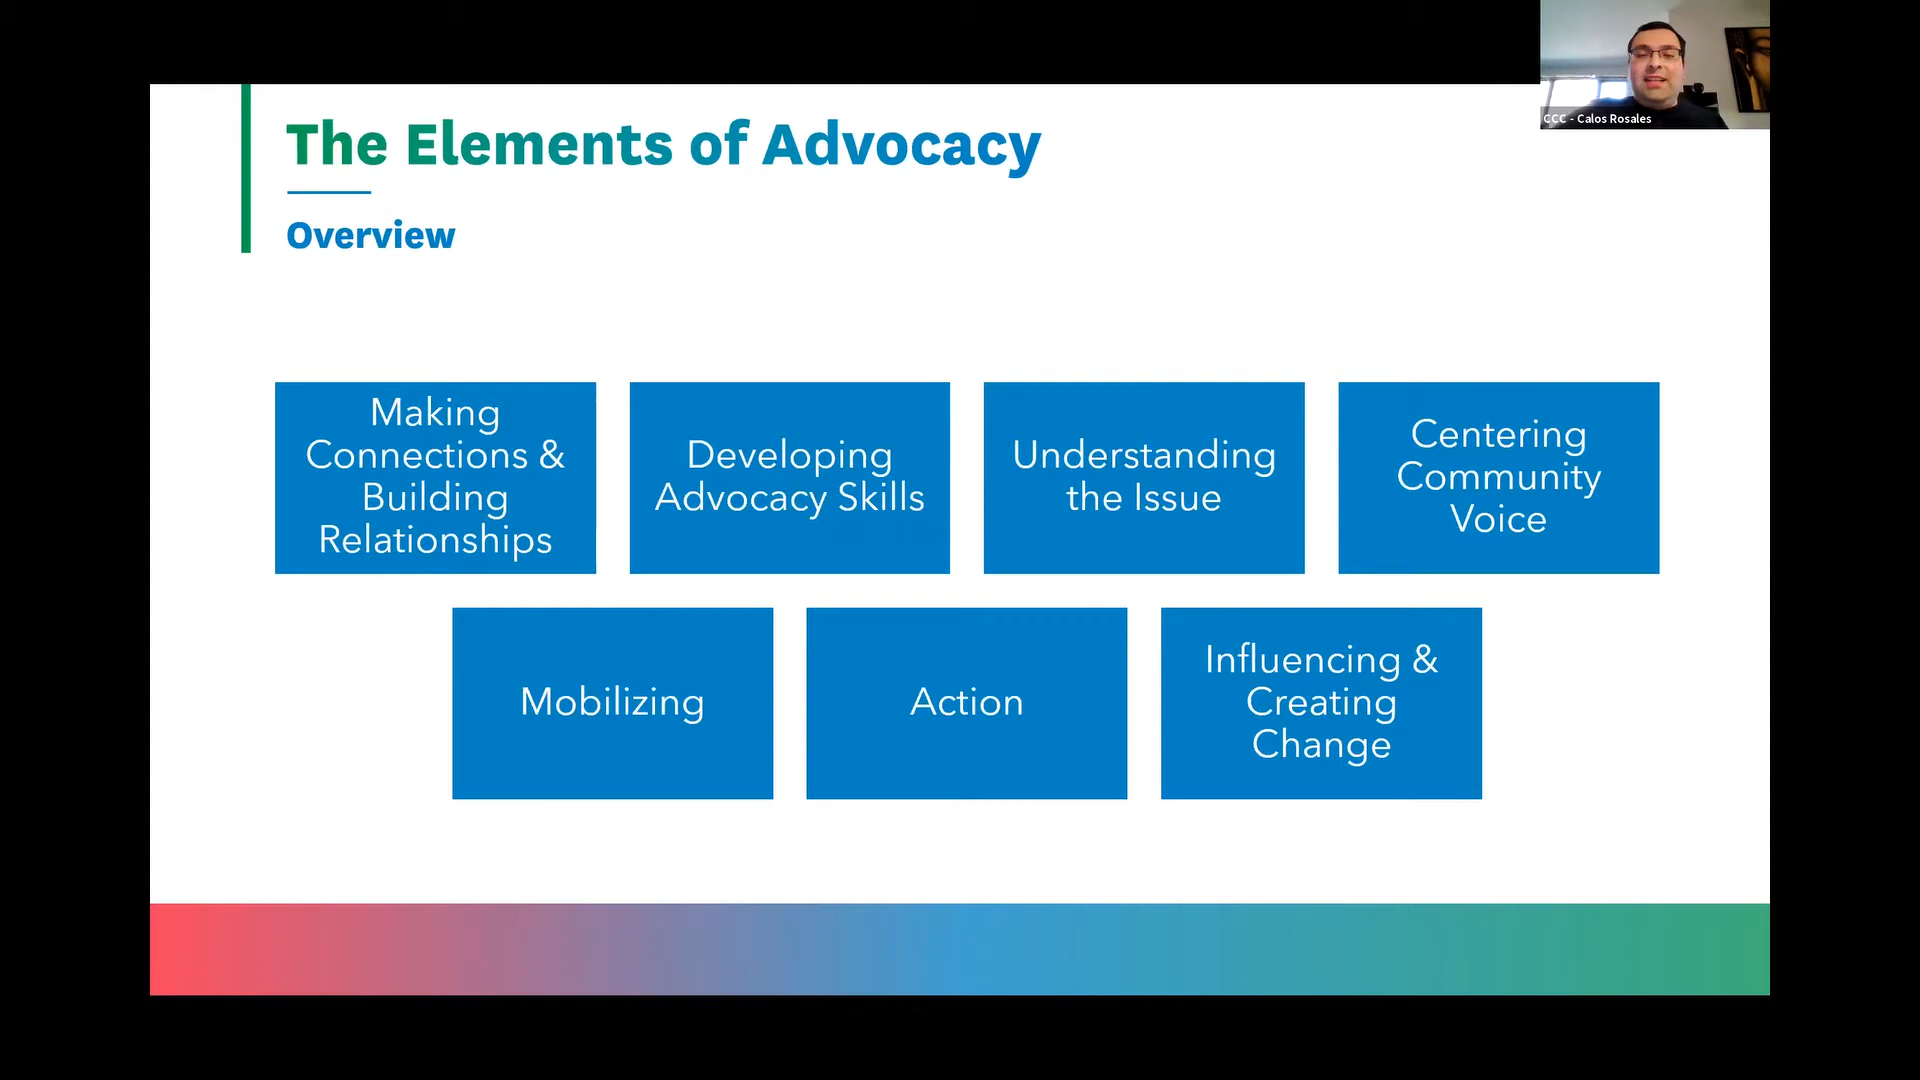 The Elements of Advocacy
Overview
CCC - Calos Rosales
Making
Connections &
Building
Relationships
Developing
Advocacy Skills
Understanding
the Issue
Centering
Community
Voice
Mobilizing
Action
Influencing &
Creating
Change